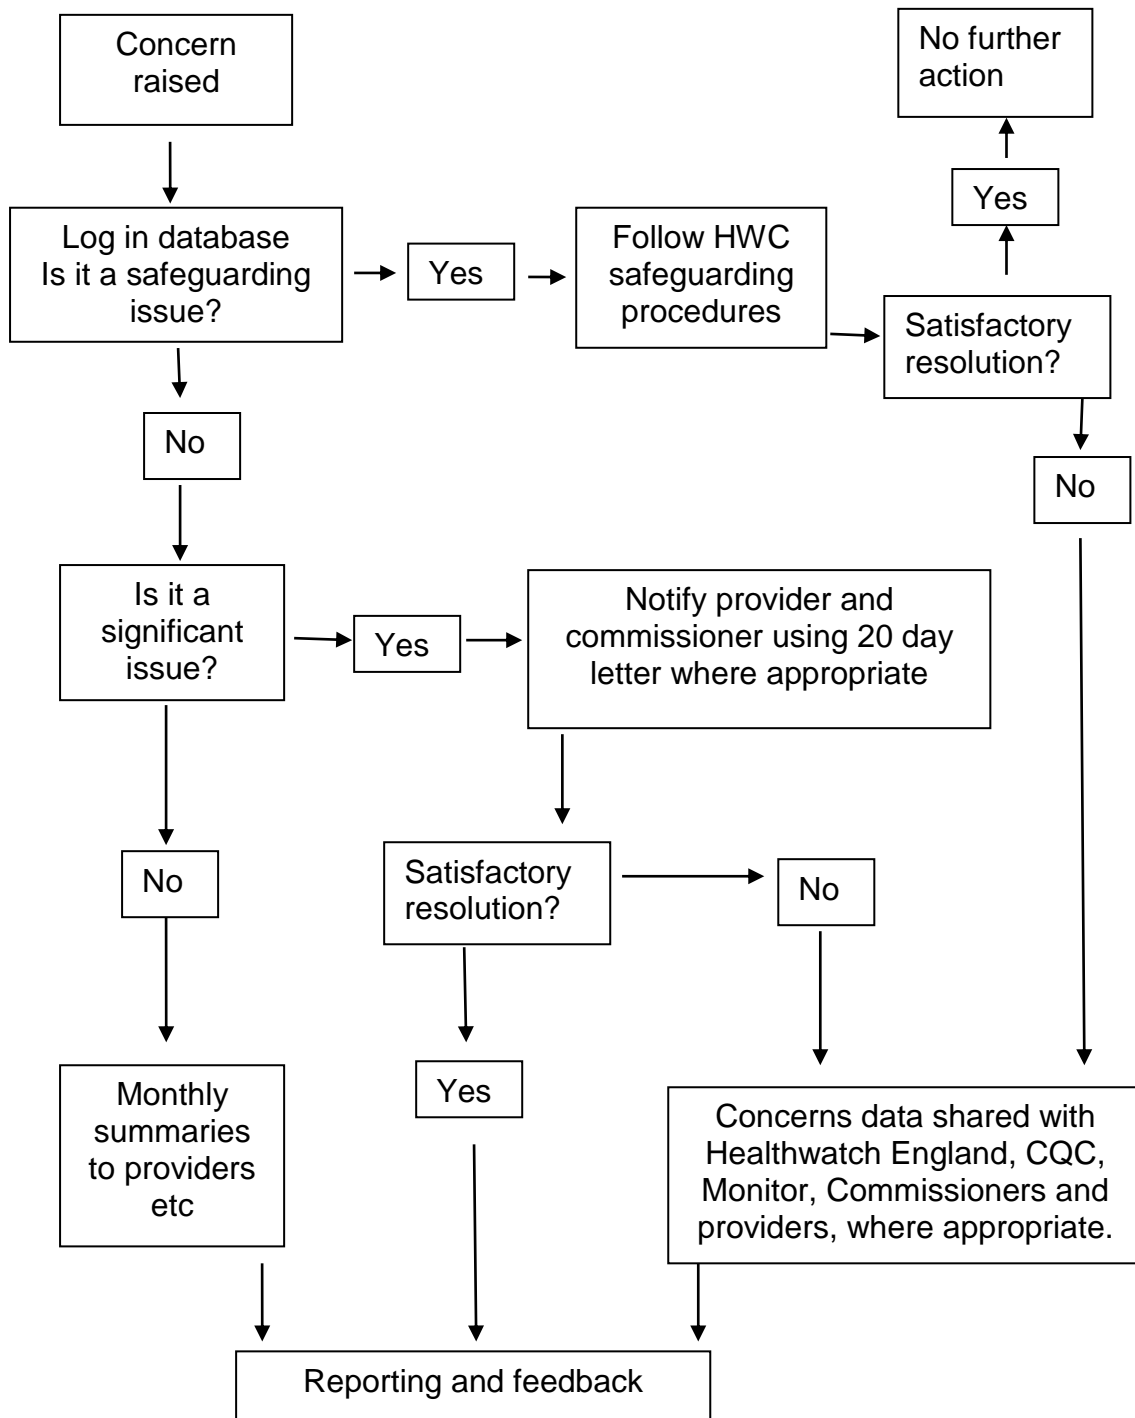 Concern
raised
No further
action
Yes
Log in database
Is it a safeguarding
issue?
Yes
Follow HWC
safeguarding
procedures
Satisfactory
resolution?
No
No
Is it a
significant
issue?
Yes
Notify provider and
commissioner using 20 day
letter where appropriate
No
Satisfactory
resolution?
No
Monthly
summaries
to providers
etc
Yes
Concerns data shared with
Healthwatch England, CQC,
Monitor, Commissioners and
providers, where appropriate.
Reporting and feedback